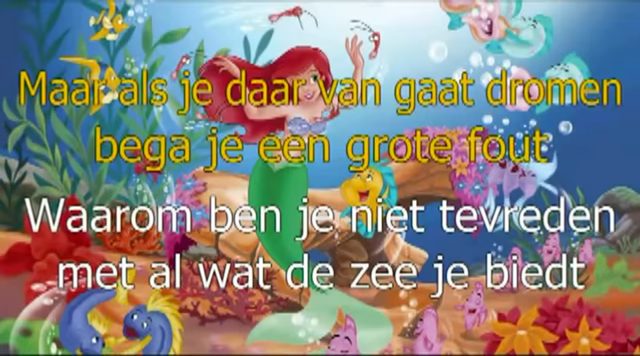 Maar als je daar van gaat dromen
bega je een grote fout
Waarom ben je niet tevreden
met al wat de zee je biedt